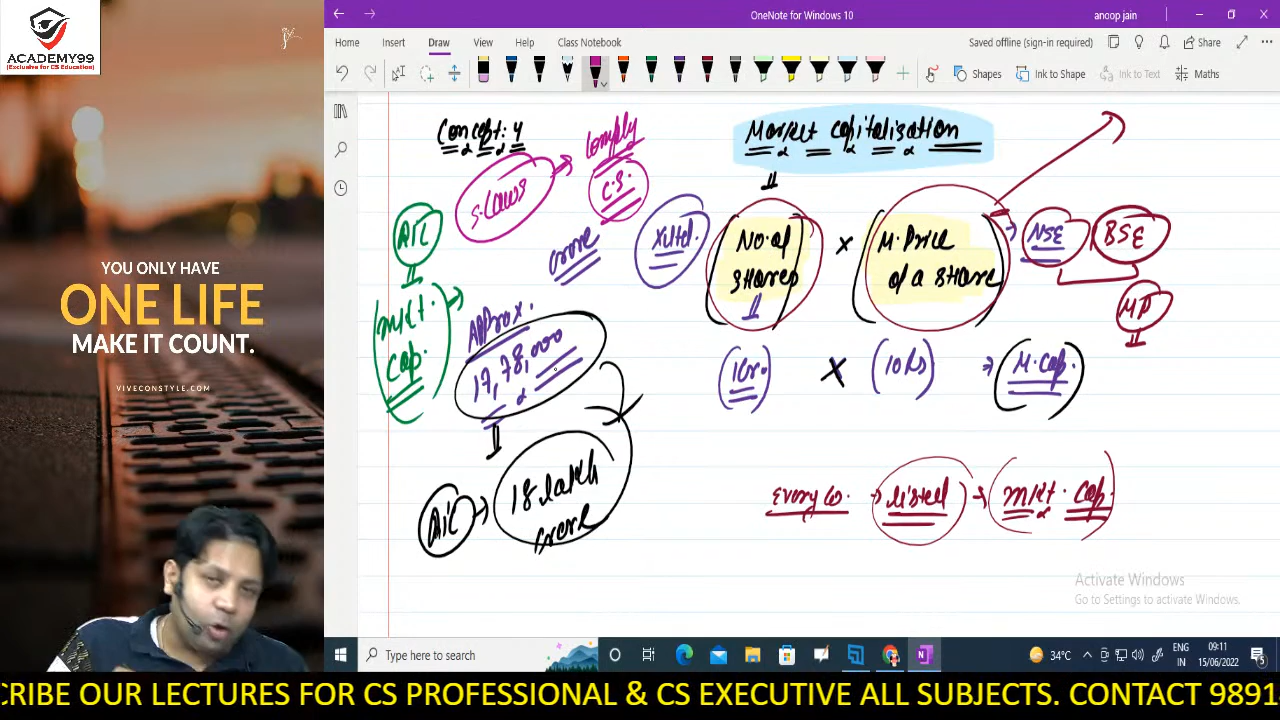 ACADEMY99
(Exclusive for CS Education)
YOU ONLY HAVE
ONE LIFE
MAKE IT COUNT.
VIVECONSTYLE.COM
OneNote for Windows 10
anoop jain
Home Insert Draw View Help Class Notebook
Saved offline (sign-in required)
Share
Shapes
Ink to Shape
Ink to Text
Maths
Concept: 4
Market Capitalisation
S. Laws
Comply
C.S.
crore
X Ltd.
No. of
shares
X
M. Price
of a share
NSE
BSE
MP
RIL
Mkt.
Cap.
Approx.
17,78,000
(1 Cr.) X (10 Rs) M. Cap.
RIL
18 Lakh
crore
Every Co. Listed Mkt. Cap.
Activate Windows
Go to Settings to activate Windows.
Type here to search
34°C
ENG
IN
09:11
15/06/2022
5
CRIBE OUR LECTURES FOR CS PROFESSIONAL & CS EXECUTIVE ALL SUBJECTS. CONTACT 9891